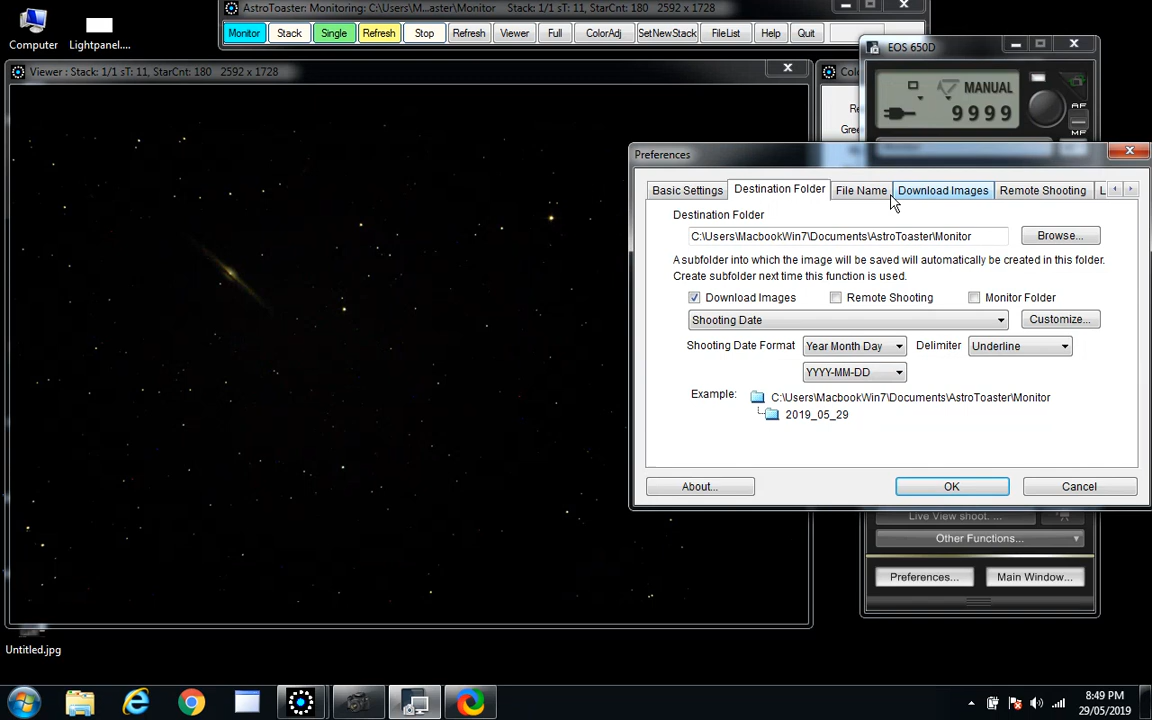 AstroToaster: Monitoring: C:\Users\M...aster\Monitor Stack: 1/1 sT: 11, StarCnt: 180 2592 x 1728
Monitor Stack Single Refresh Stop Refresh Viewer Full ColorAdj SetNewStack FileList Help Quit
Computer
Lightpanel....
EOS 650D
Viewer : Stack: 1/1 sT: 11, StarCnt: 180 2592 x 1728
MANUAL
9999
AF
MF
Preferences
Basic Settings Destination Folder File Name Download Images Remote Shooting L
Destination Folder
C:\Users\MacbookWin7\Documents\AstroToaster\Monitor Browse...
A subfolder into which the image will be saved will automatically be created in this folder.
Create subfolder next time this function is used.
Download Images Remote Shooting Monitor Folder
Shooting Date Customize...
Shooting Date Format Year Month Day Delimiter Underline
YYYY-MM-DD
Example: C:\Users\MacbookWin7\Documents\AstroToaster\Monitor
2019_05_29
About... OK Cancel
Live View shoot. ...
Other Functions...
Preferences... Main Window...
Untitled.jpg
8:49 PM
29/05/2019